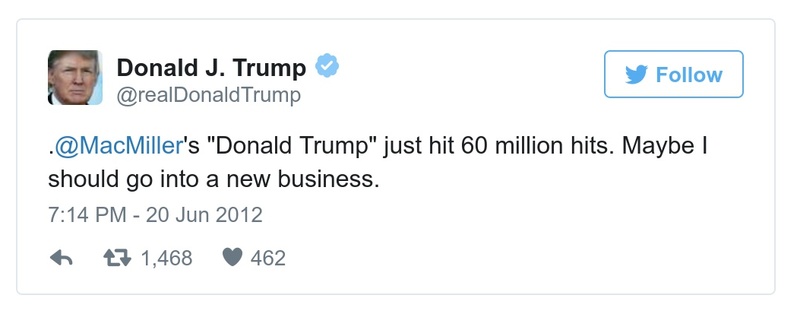 Donald J. Trump
@realDonaldTrump
Follow
.@MacMiller's "Donald Trump" just hit 60 million hits. Maybe I
should go into a new business.
7:14 PM - 20 Jun 2012
1,468 462